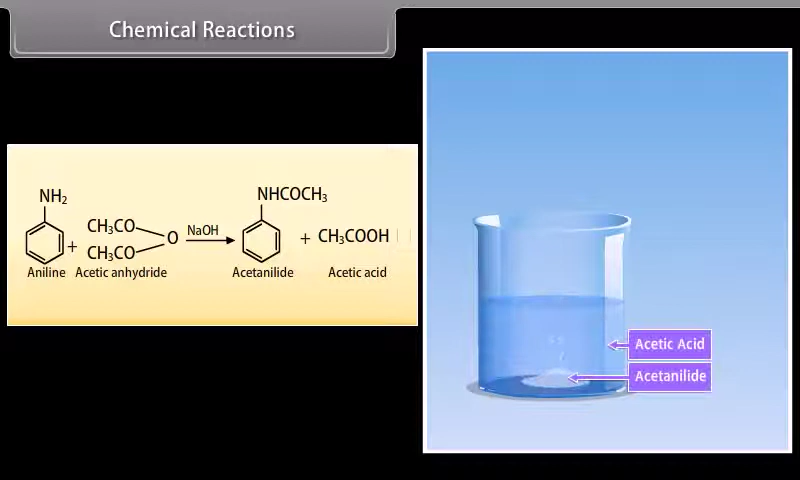 Chemical Reactions
NH₂
CH₃CO
CH₃CO
O
NaOH
NHCOCH₃
+
+ CH₃COOH
Aniline Acetic anhydride Acetanilide Acetic acid
Acetic Acid
Acetanilide